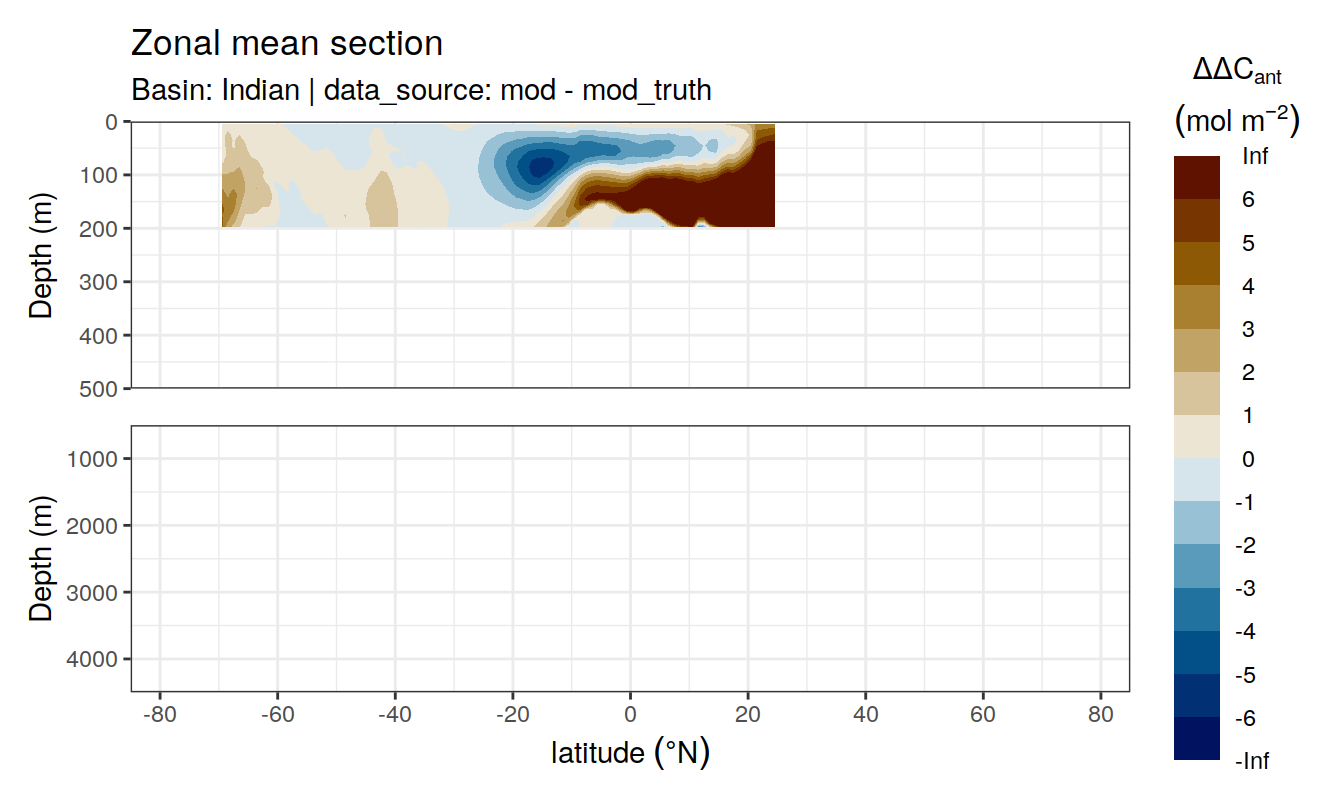 Zonal mean section
Basin: Indian | data_source: mod - mod_truth
ΔΔCant
(mol m−2)
Inf
6
5
4
3
2
1
0
-1
-2
-3
-4
-5
-6
-Inf
Depth (m)
0
100
200
300
400
500
Depth (m)
1000
2000
3000
4000
-80 -60 -40 -20 0 20 40 60 80
latitude (°N)